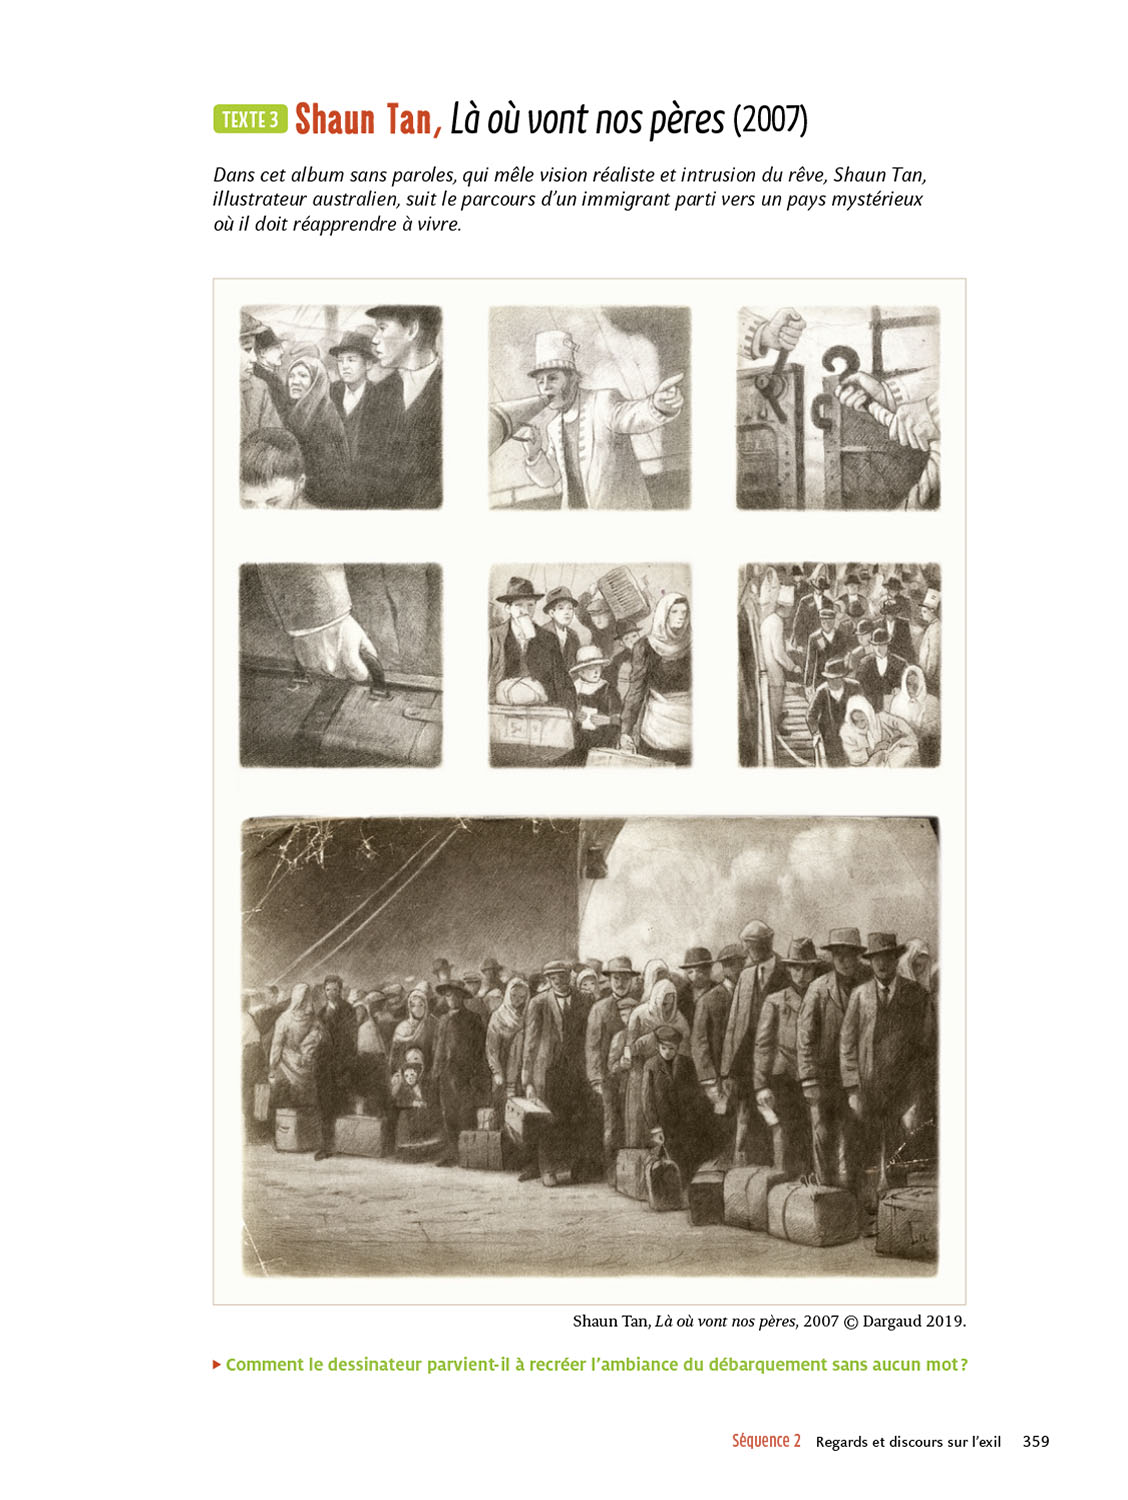 TEXTE 3 Shaun Tan, Là où vont nos pères (2007)
Dans cet album sans paroles, qui mêle vision réaliste et intrusion du rêve, Shaun Tan,
illustrateur australien, suit le parcours d’un immigrant parti vers un pays mystérieux
où il doit réapprendre à vivre.
Shaun Tan, Là où vont nos pères, 2007 © Dargaud 2019.
▸ Comment le dessinateur parvient-il à recréer l’ambiance du débarquement sans aucun mot ?
Séquence 2 Regards et discours sur l’exil 359